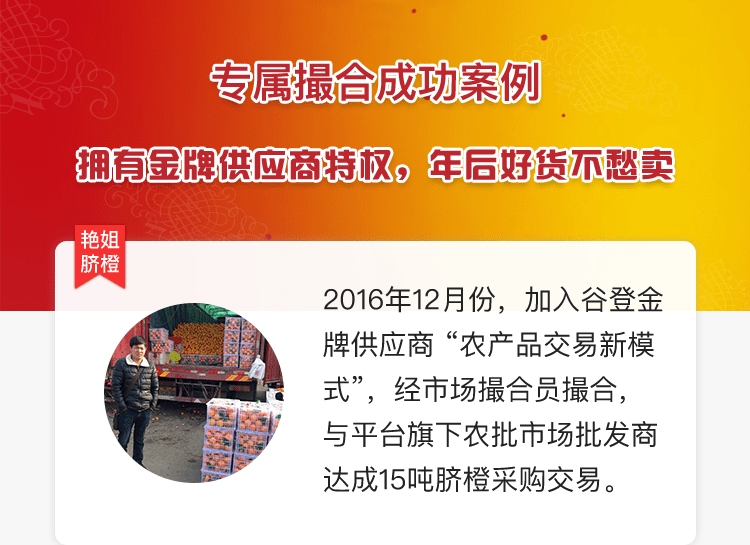 专属撮合成功案例
拥有金牌供应商特权，年后好货不愁卖
艳姐
脐橙
2016年12月份，加入谷登金
牌供应商“农产品交易新模
式”，经市场撮合员撮合，
与平台旗下农批市场批发商
达成15吨脐橙采购交易。